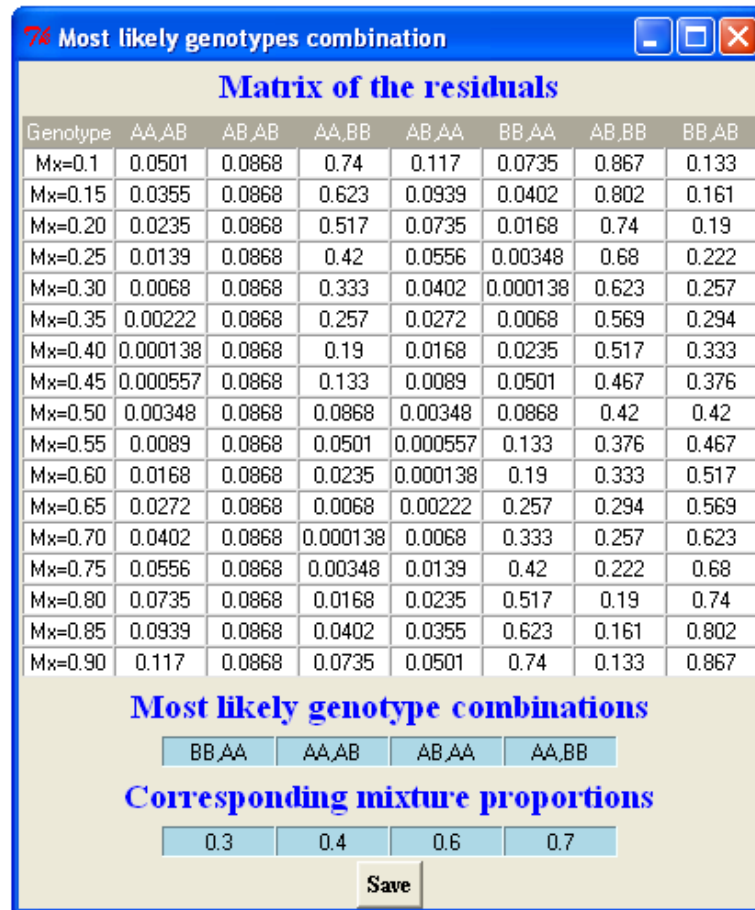 7k Most likely genotypes combination
Matrix of the residuals
Genotype AA,AB AB,AB AA,BB AB,AA BB,AA AB,BB BB,AB
Mx=0.1 0.0501 0.0868 0.74 0.117 0.0735 0.867 0.133
Mx=0.15 0.0355 0.0868 0.623 0.0939 0.0402 0.802 0.161
Mx=0.20 0.0235 0.0868 0.517 0.0735 0.0168 0.74 0.19
Mx=0.25 0.0139 0.0868 0.42 0.0556 0.00348 0.68 0.222
Mx=0.30 0.0068 0.0868 0.333 0.0402 0.000138 0.623 0.257
Mx=0.35 0.00222 0.0868 0.257 0.0272 0.0068 0.569 0.294
Mx=0.40 0.000138 0.0868 0.19 0.0168 0.0235 0.517 0.333
Mx=0.45 0.000557 0.0868 0.133 0.0089 0.0501 0.467 0.376
Mx=0.50 0.00348 0.0868 0.0868 0.00348 0.0868 0.42 0.42
Mx=0.55 0.0089 0.0868 0.0501 0.000557 0.133 0.376 0.467
Mx=0.60 0.0168 0.0868 0.0235 0.000138 0.19 0.333 0.517
Mx=0.65 0.0272 0.0868 0.0068 0.00222 0.257 0.294 0.569
Mx=0.70 0.0402 0.0868 0.000138 0.0068 0.333 0.257 0.623
Mx=0.75 0.0556 0.0868 0.00348 0.0139 0.42 0.222 0.68
Mx=0.80 0.0735 0.0868 0.0168 0.0235 0.517 0.19 0.74
Mx=0.85 0.0939 0.0868 0.0402 0.0355 0.623 0.161 0.802
Mx=0.90 0.117 0.0868 0.0735 0.0501 0.74 0.133 0.867
Most likely genotype combinations
BB,AA AA,AB AB,AA AA,BB
Corresponding mixture proportions
0.3 0.4 0.6 0.7
Save